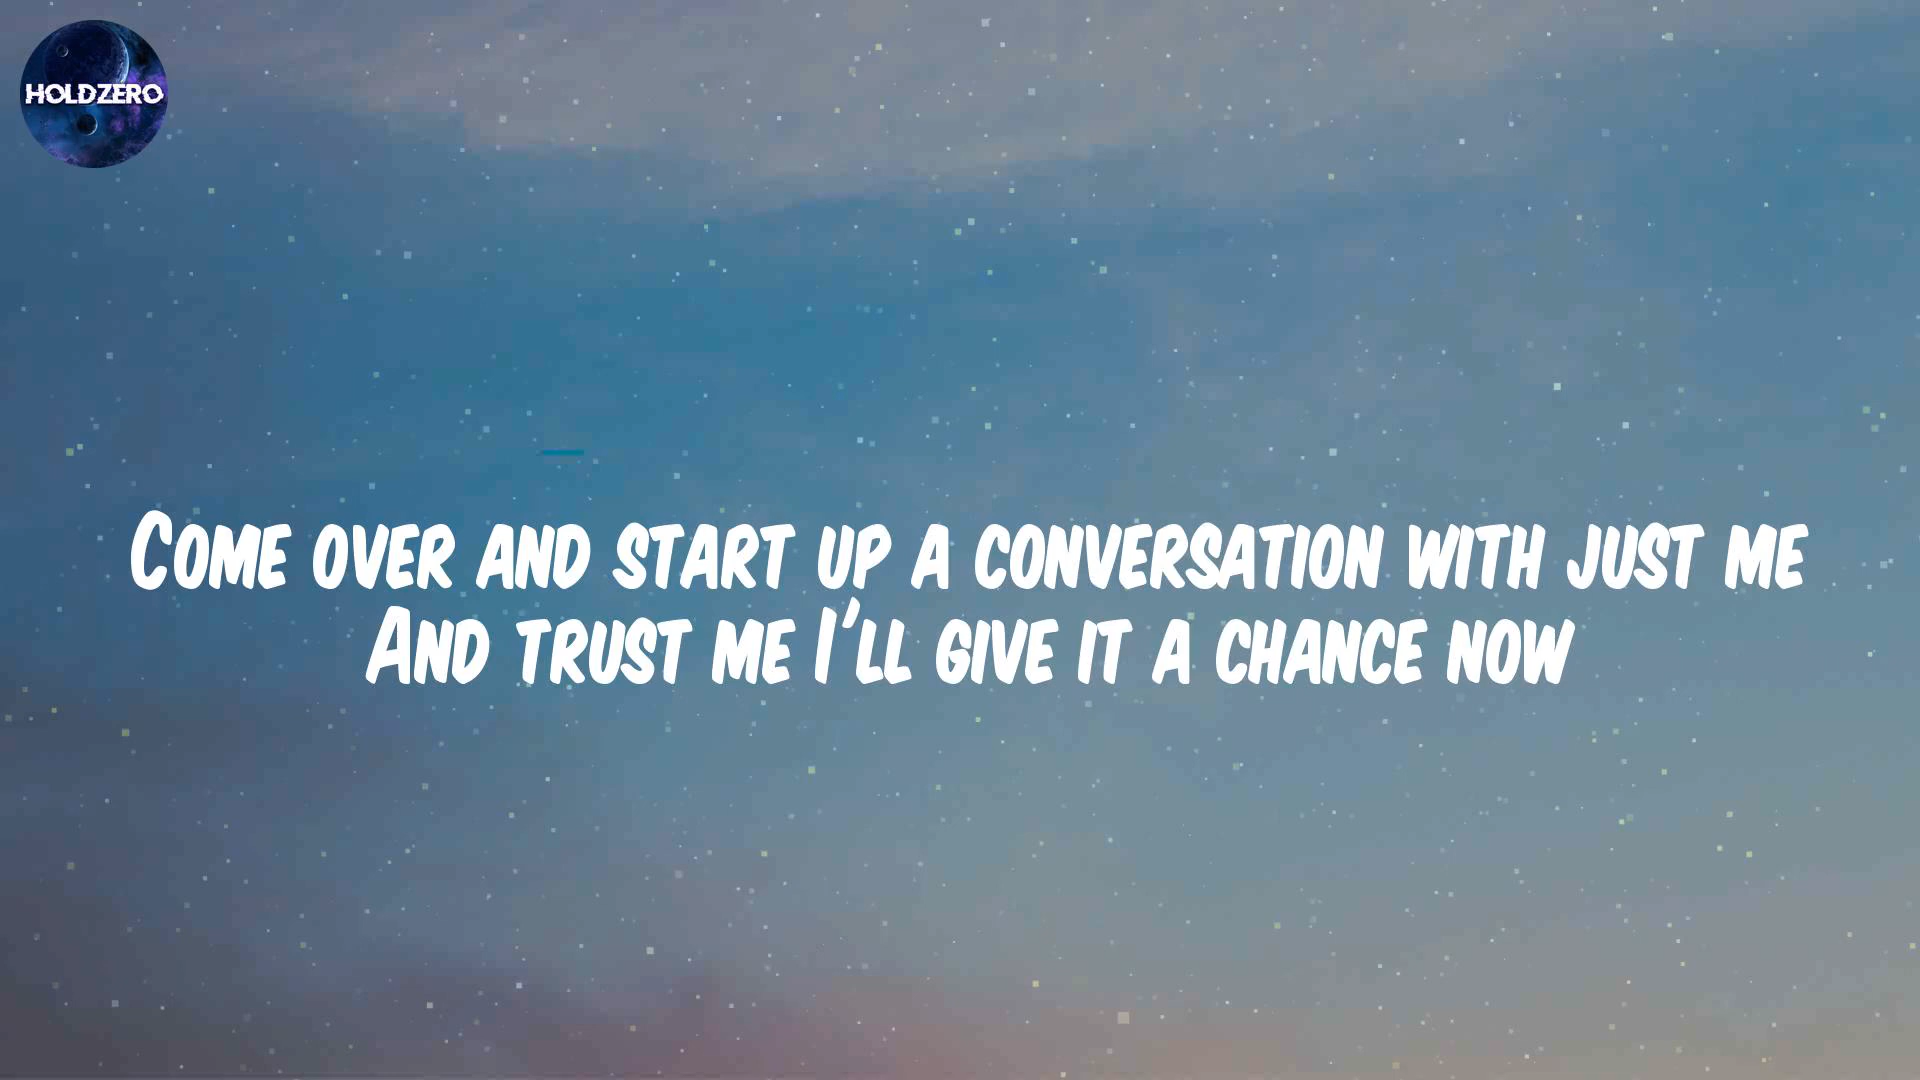 HOLDZERO
Come over and start up a conversation with just me
And trust me I'll give it a chance now